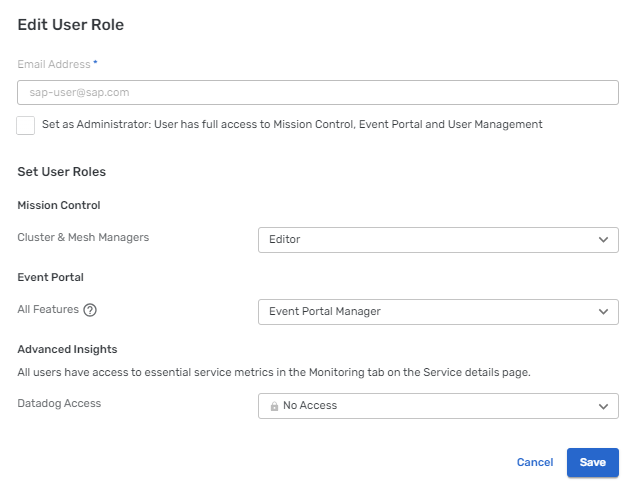 Edit User Role
Email Address *
sap-user@sap.com
Set as Administrator: User has full access to Mission Control, Event Portal and User Management
Set User Roles
Mission Control
Cluster & Mesh Managers
Editor
Event Portal
All Features ?
Event Portal Manager
Advanced Insights
All users have access to essential service metrics in the Monitoring tab on the Service details page.
Datadog Access
No Access
Cancel
Save